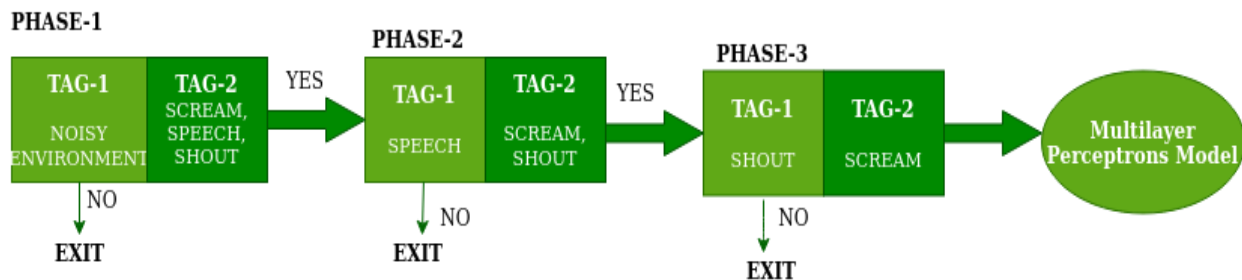 PHASE-1
TAG-1
NOISY
ENVIRONMENT
NO
EXIT
TAG-2
SCREAM,
SPEECH,
SHOUT
YES
PHASE-2
TAG-1
SPEECH
NO
EXIT
TAG-2
SCREAM,
SHOUT
YES
PHASE-3
TAG-1
SHOUT
NO
EXIT
TAG-2
SCREAM
Multilayer
Perceptrons Model